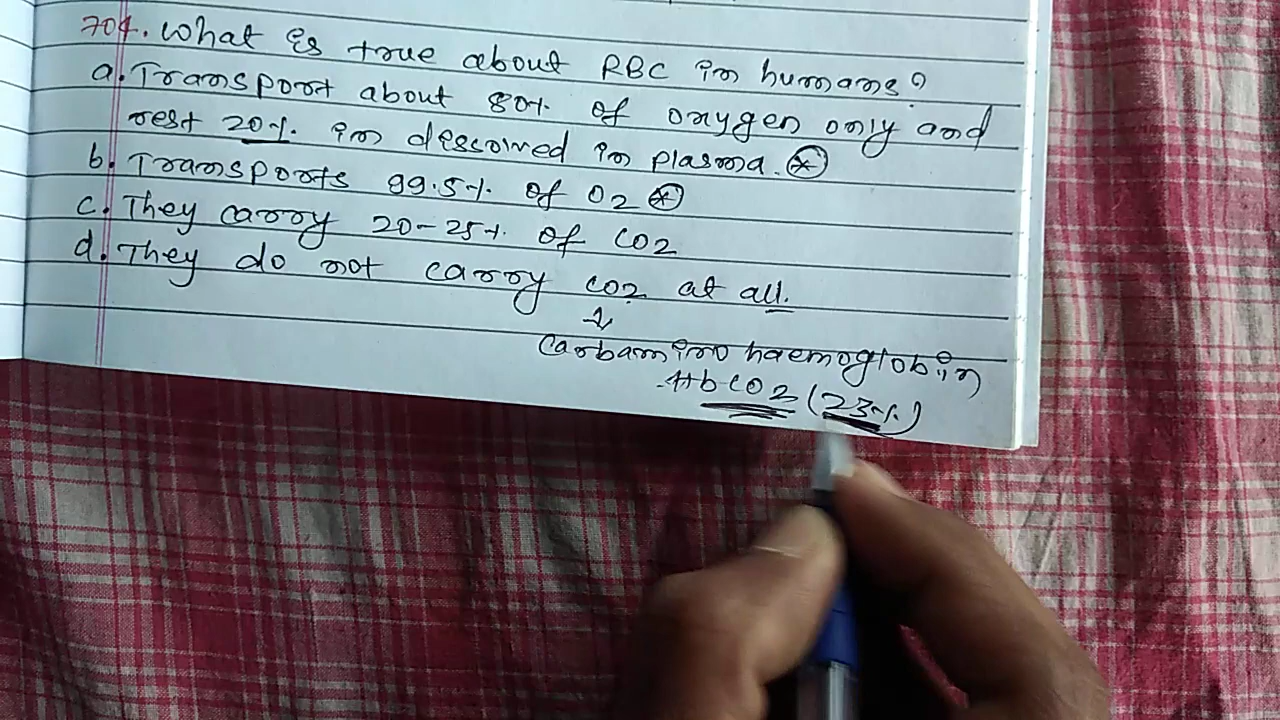 704. What is true about RBC in humans?
a. Transport about 80% of oxygen only and
rest 20% in dissolved in plasma. *
b. Transports 99.5% of O2 *
c. They carry 20-25% of CO2
d. They do not carry CO2 at all.
↓
Carbamino haemoglobin
HbCO2 (23%)